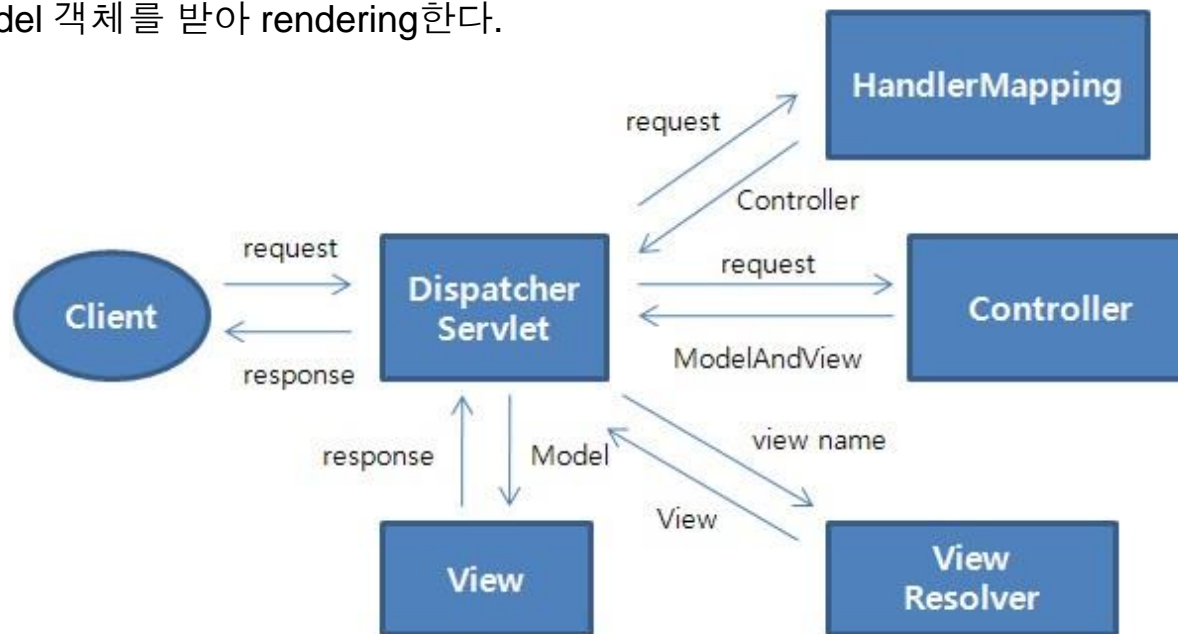 del 객체를 받아 rendering한다.
HandlerMapping
request
Controller
request
Dispatcher
Servlet
request
Client
Controller
ModelAndView
response
response
Model
view name
View
View
View
Resolver